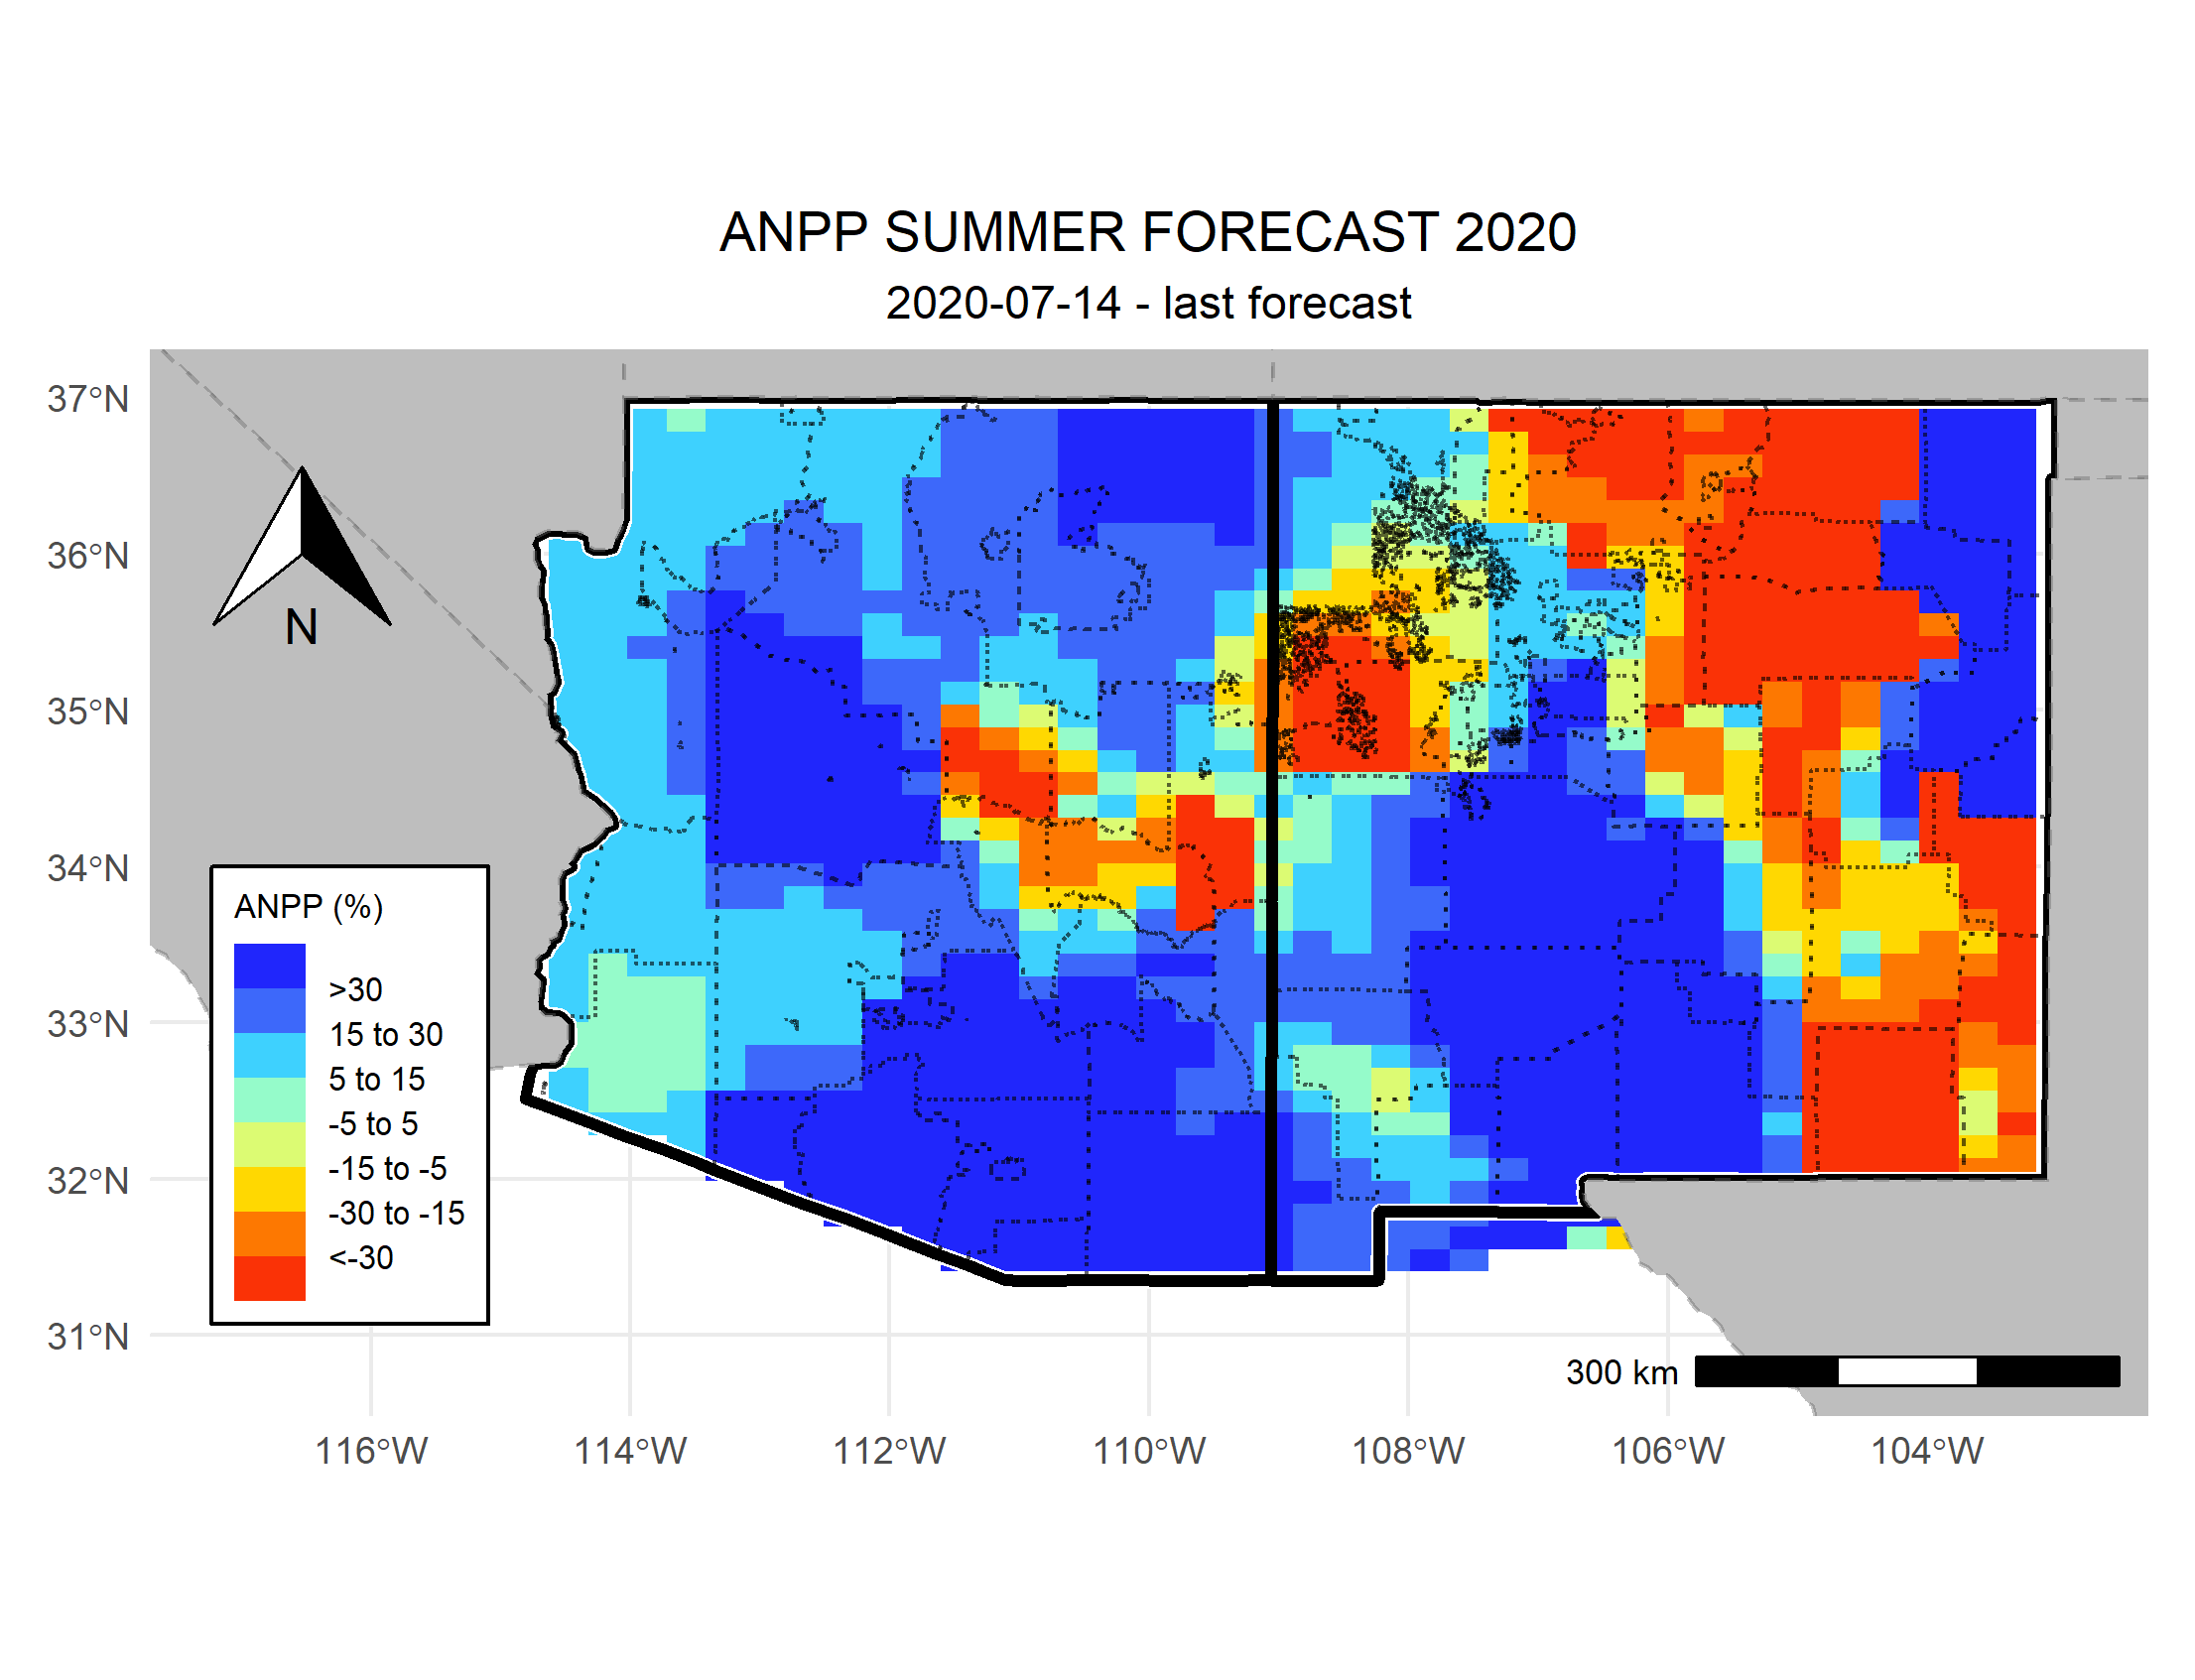 ANPP SUMMER FORECAST 2020
2020-07-14 - last forecast
37°N
36°N
35°N
34°N
33°N
32°N
31°N
N
ANPP (%)
>30
15 to 30
5 to 15
-5 to 5
-15 to -5
-30 to -15
<-30
300 km
116°W
114°W
112°W
110°W
108°W
106°W
104°W